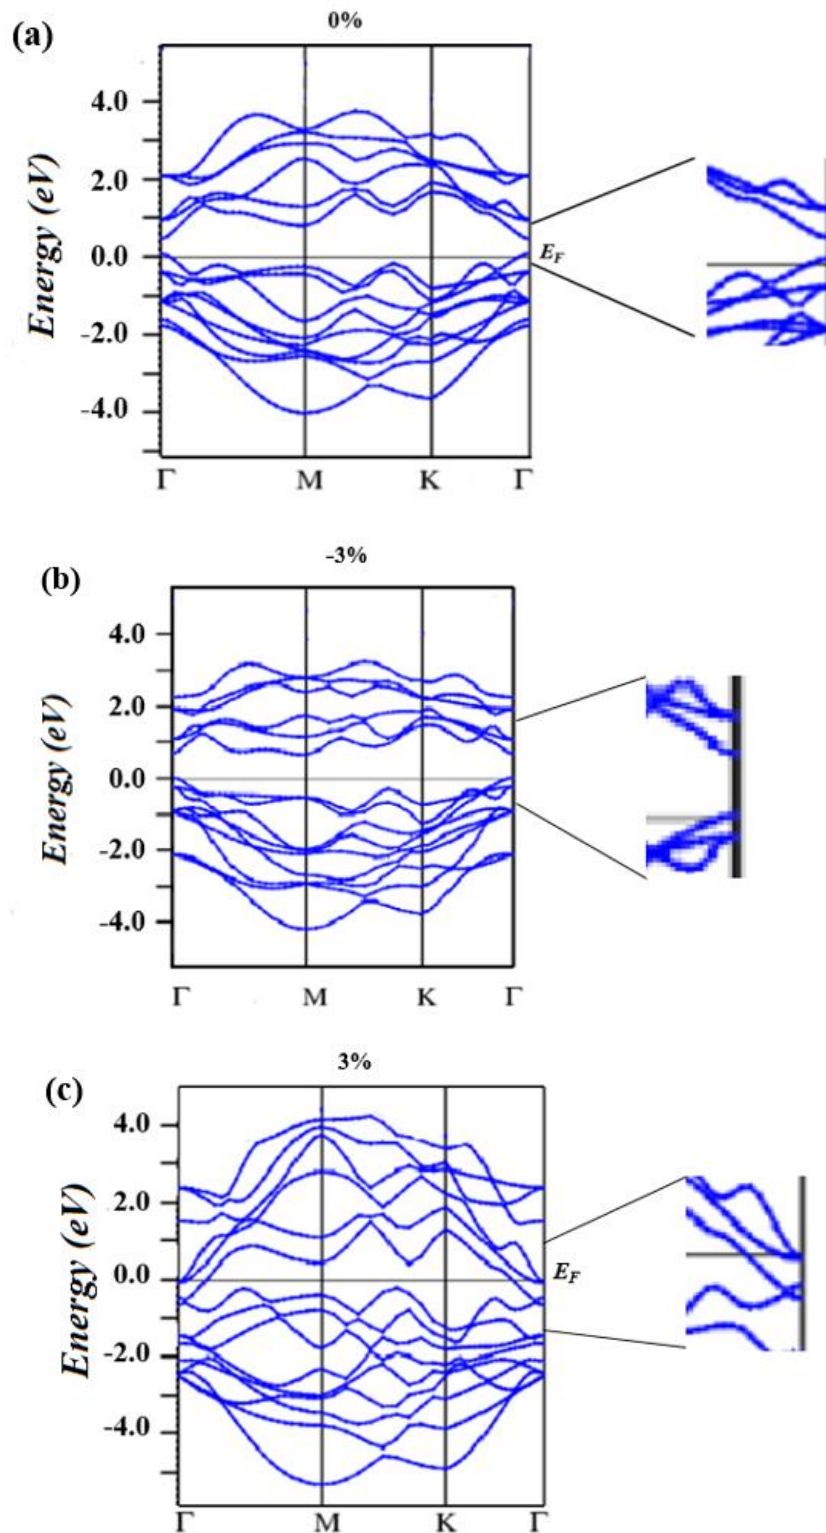 (a)
0%
Energy (eV)
4.0
2.0
0.0
-2.0
-4.0
E_F
Γ M K Γ
(b)
-3%
Energy (eV)
4.0
2.0
0.0
-2.0
-4.0
Γ M K Γ
(c)
3%
Energy (eV)
4.0
2.0
0.0
-2.0
-4.0
E_F
Γ M K Γ